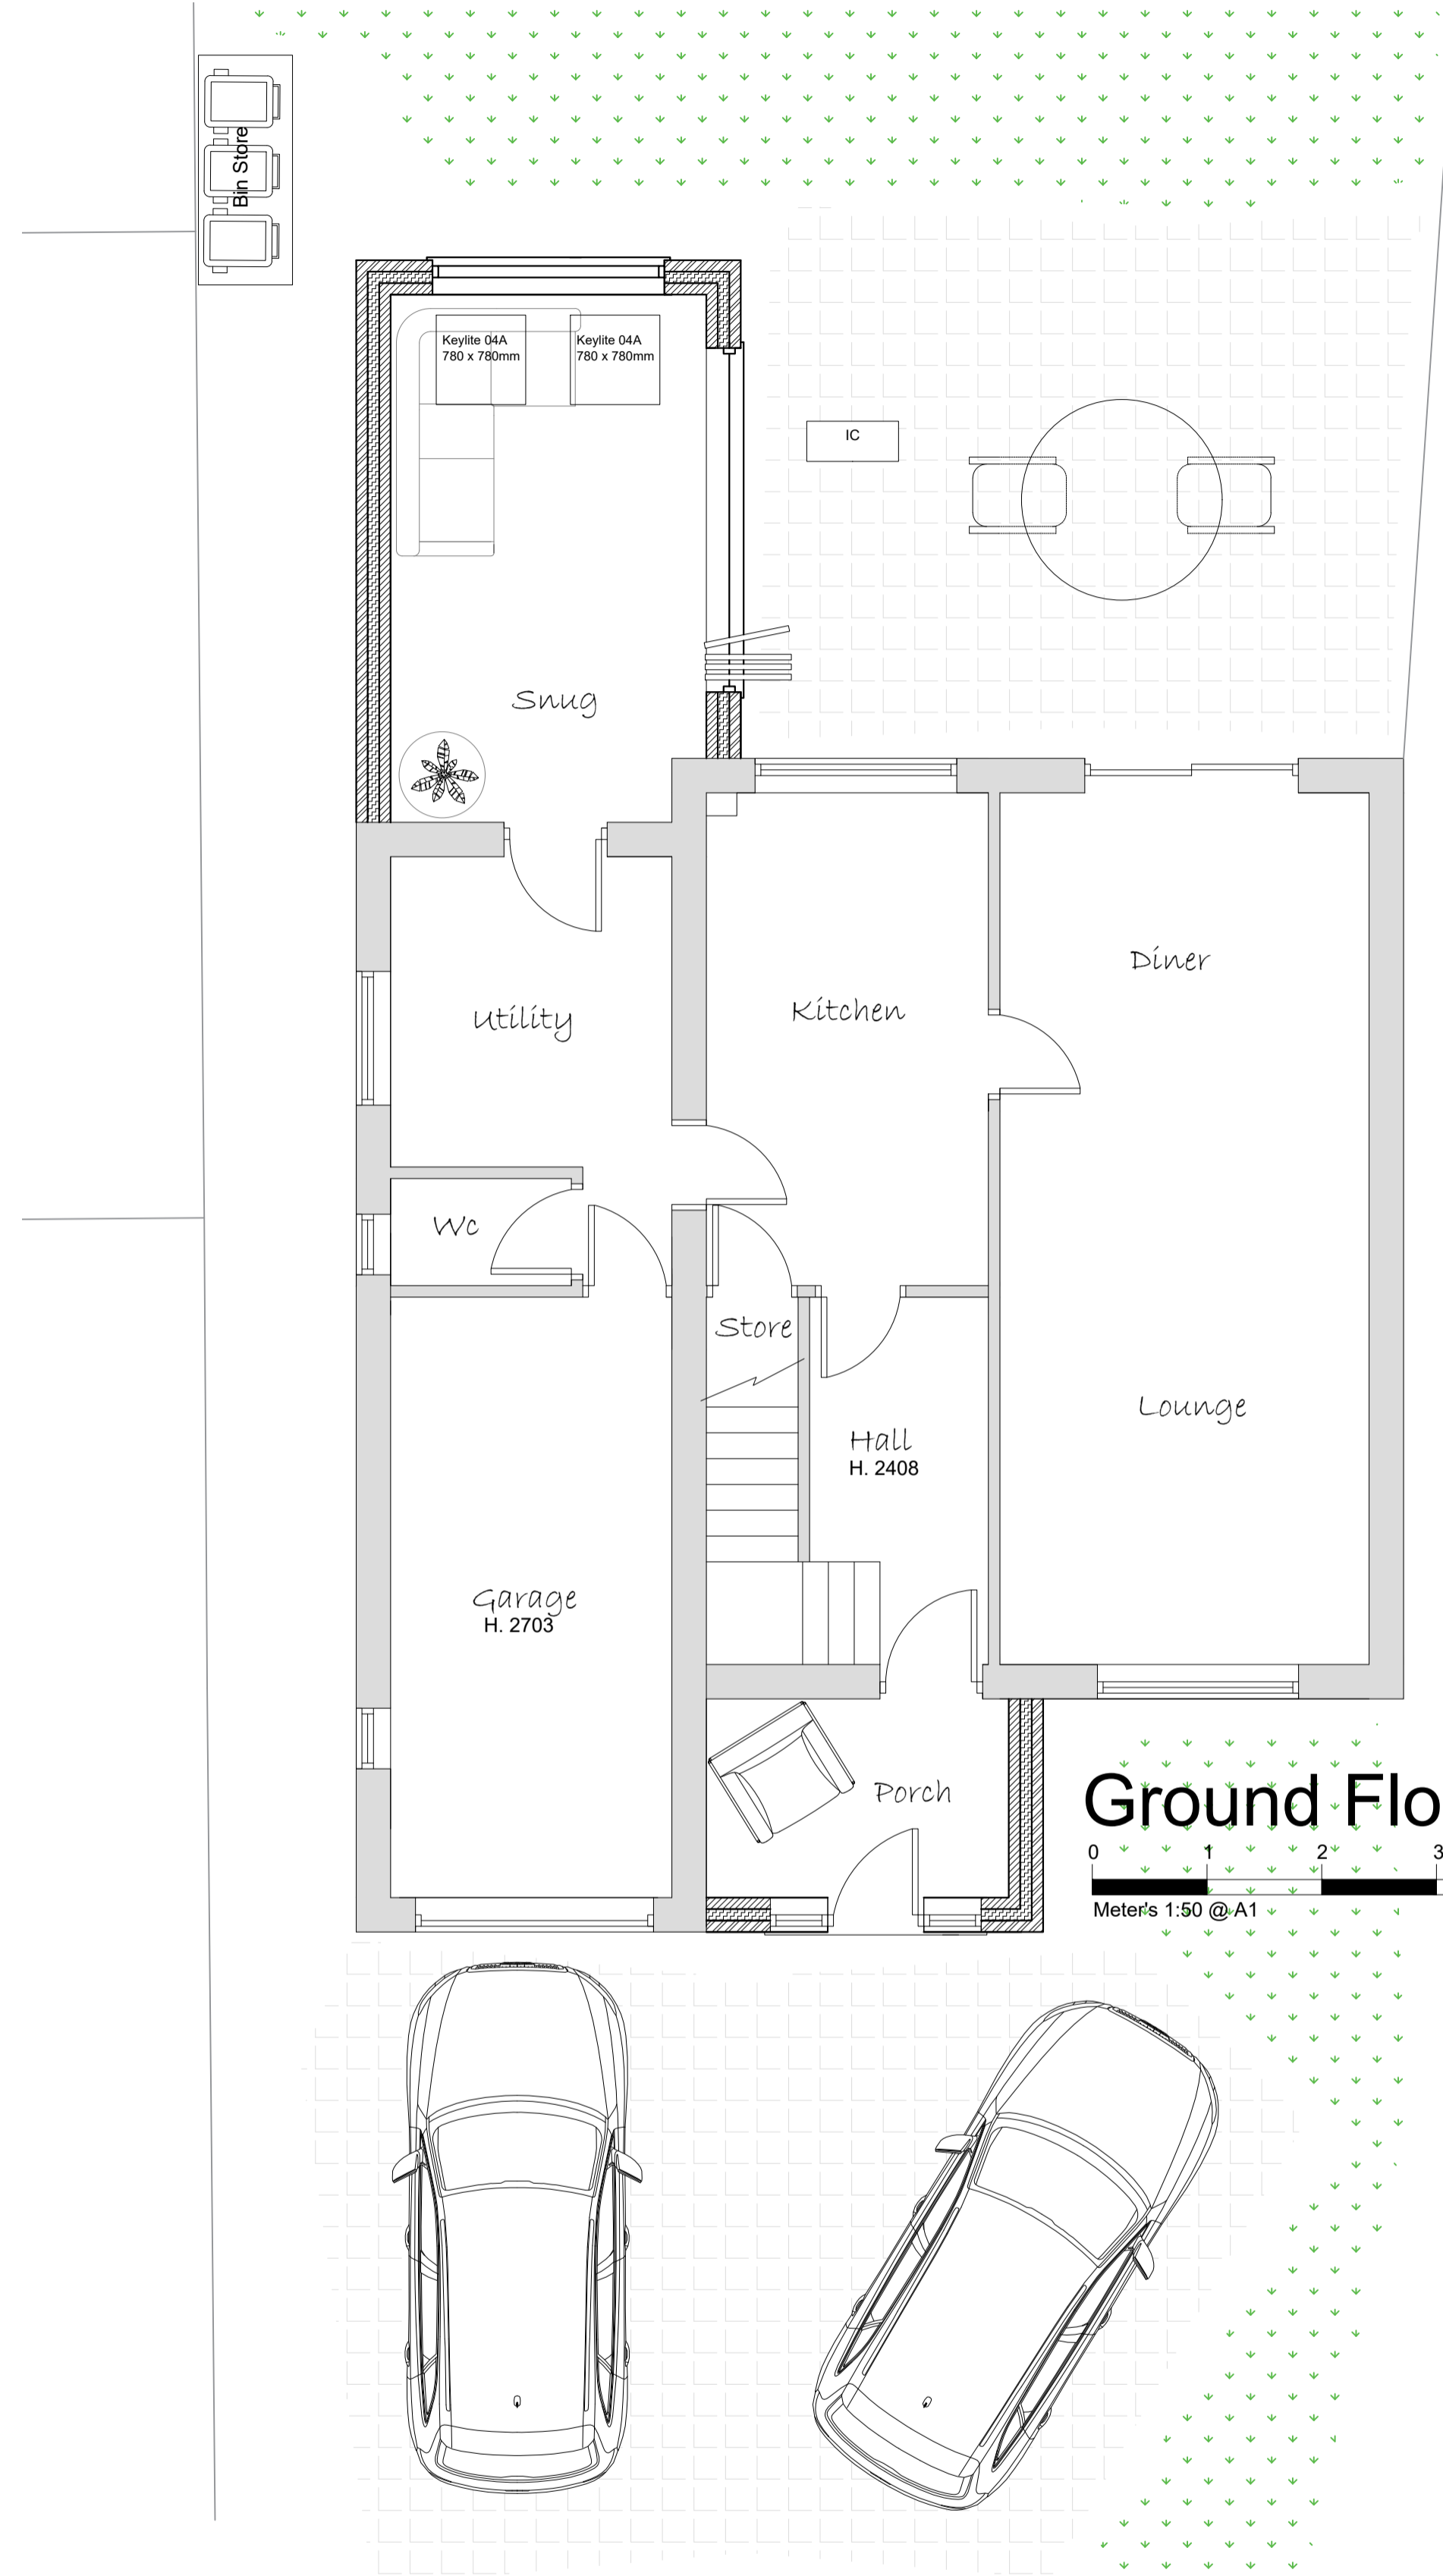 Bin Store
Keylite 04A
780 x 780mm
Keylite 04A
780 x 780mm
IC
Snug
Diner
Utility
Kitchen
Wc
Store
Lounge
Hall
H. 2408
Garage
H. 2703
Porch
Ground Flo
0 1 2 3
Meter's 1:50 @ A1